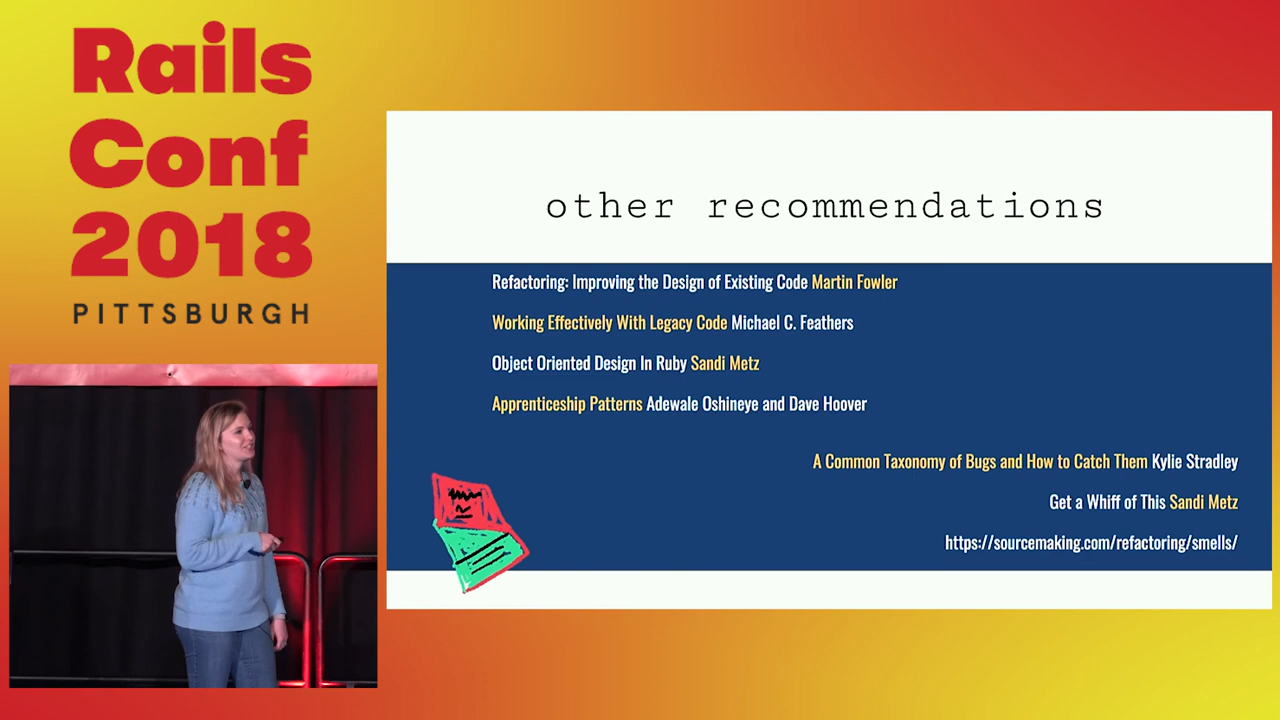 Rails
Conf
2018
PITTSBURGH
other recommendations
Refactoring: Improving the Design of Existing Code Martin Fowler
Working Effectively With Legacy Code Michael C. Feathers
Object Oriented Design In Ruby Sandi Metz
Apprenticeship Patterns Adewale Oshineye and Dave Hoover
A Common Taxonomy of Bugs and How to Catch Them Kylie Stradley
Get a Whiff of This Sandi Metz
https://sourcemaking.com/refactoring/smells/